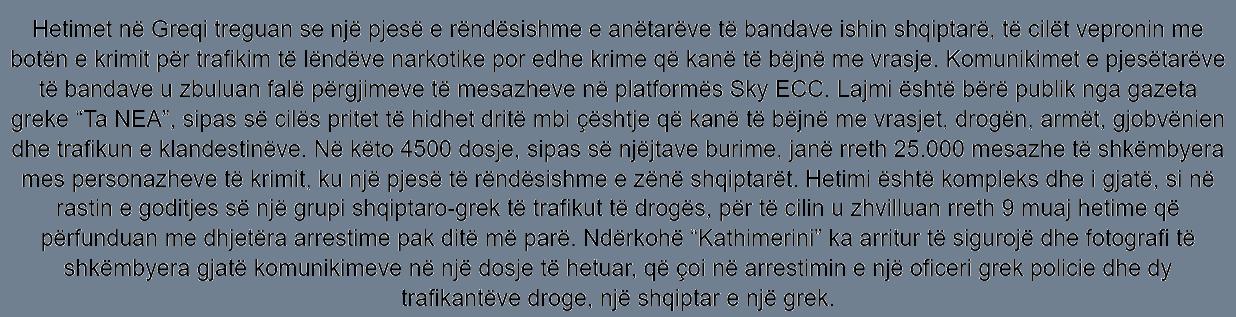 Hetimet në Greqi treguan se një pjesë e rëndësishme e anëtarëve të bandave ishin shqiptarë, të cilët vepronin me
botën e krimit për trafikim të lëndëve narkotike por edhe krime që kanë të bëjnë me vrasje. Komunikimet e pjesëtarëve
të bandave u zbuluan falë përgjimeve të mesazheve në platformës Sky ECC. Lajmi është bërë publik nga gazeta
greke “Ta NEA”, sipas së cilës pritet të hidhet dritë mbi çështje që kanë të bëjnë me vrasjet, drogën, armët, gjobvënien
dhe trafikun e klandestinëve. Në këto 4500 dosje, sipas së njëjtave burime, janë rreth 25.000 mesazhe të shkëmbyera
mes personazheve të krimit, ku një pjesë të rëndësishme e zënë shqiptarët. Hetimi është kompleks dhe i gjatë, si në
rastin e goditjes së një grupi shqiptaro-grek të trafikut të drogës, për të cilin u zhvilluan rreth 9 muaj hetime që
përfunduan me dhjetëra arrestime pak ditë më parë. Ndërkohë “Kathimerini” ka arritur të sigurojë dhe fotografi të
shkëmbyera gjatë komunikimeve në një dosje të hetuar, që çoi në arrestimin e një oficeri grek policie dhe dy
trafikantëve droge, një shqiptar e një grek.